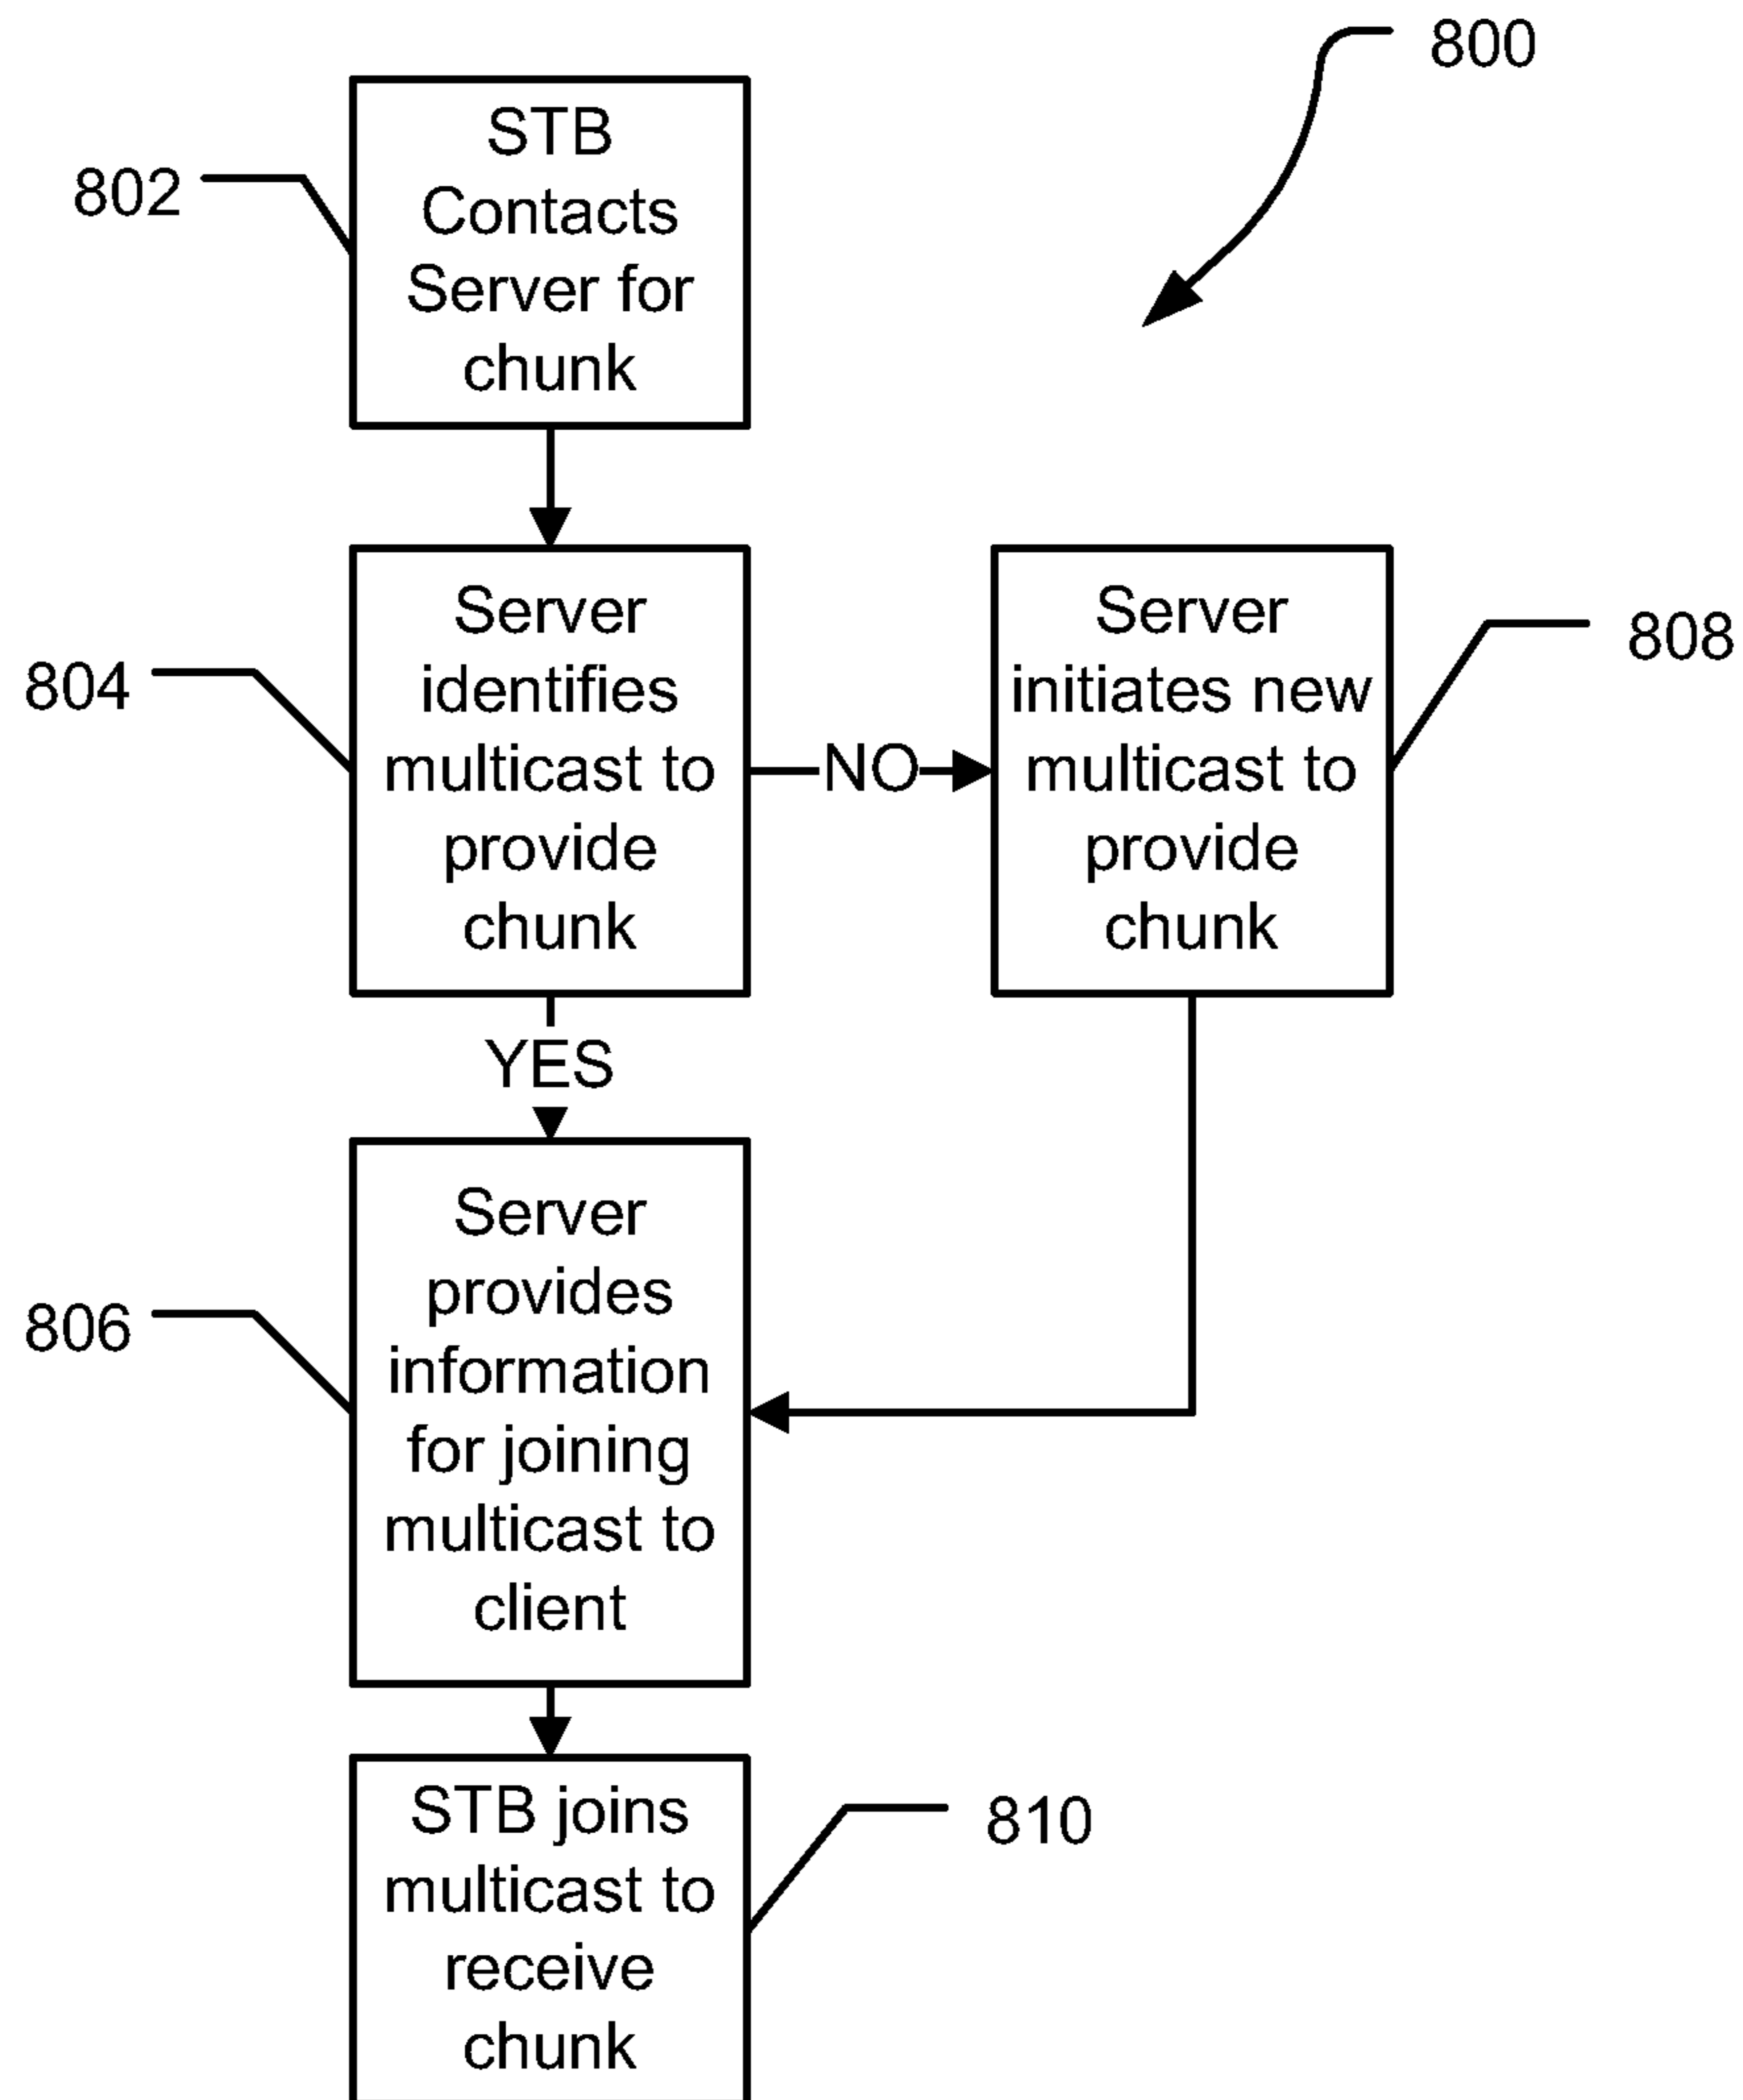 800
802
STB
Contacts
Server for
chunk
804
Server
identifies
multicast to
provide
chunk
NO
Server
initiates new
multicast to
provide
chunk
808
YES
806
Server
provides
information
for joining
multicast to
client
STB joins
multicast to
receive
chunk
810